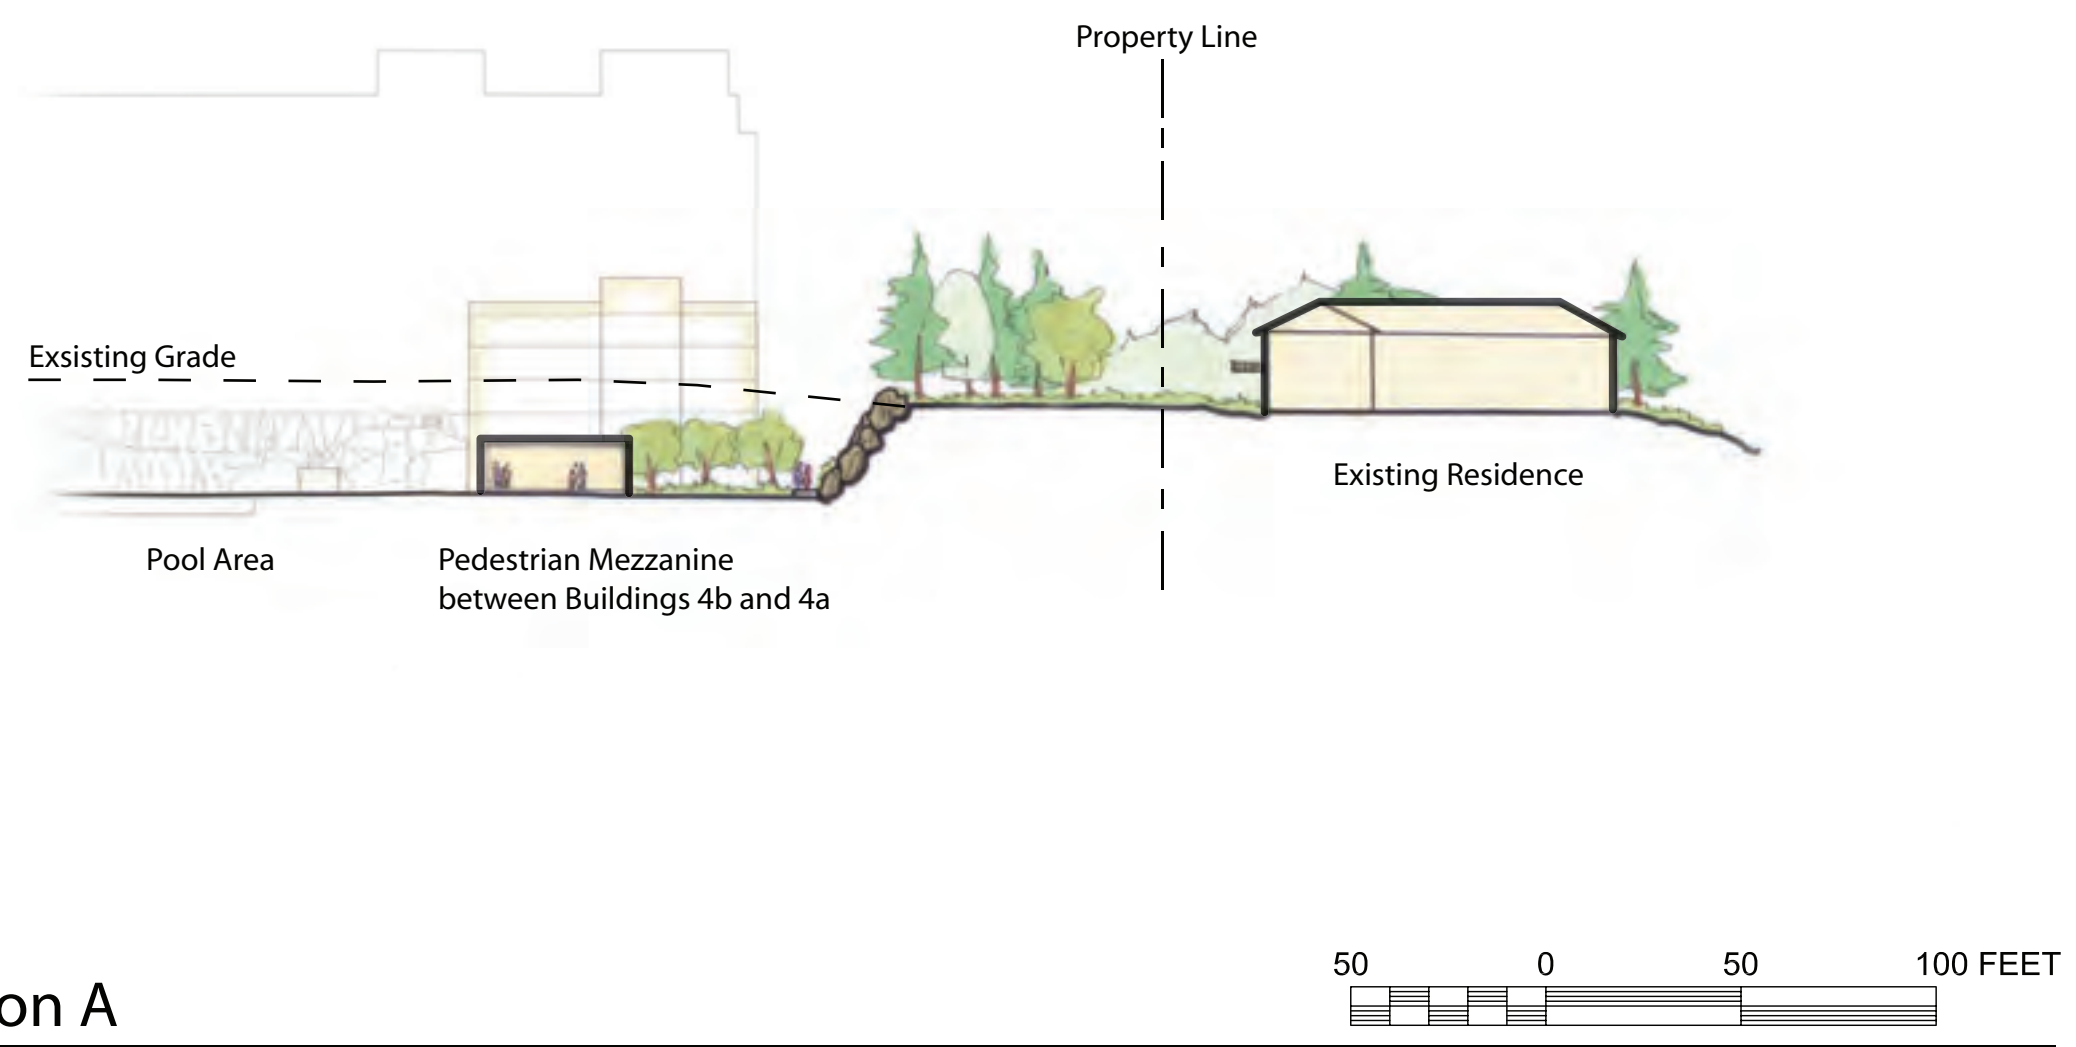 Property Line
Exsisting Grade
Existing Residence
Pool Area
Pedestrian Mezzanine
between Buildings 4b and 4a
50 0 50 100 FEET
on A